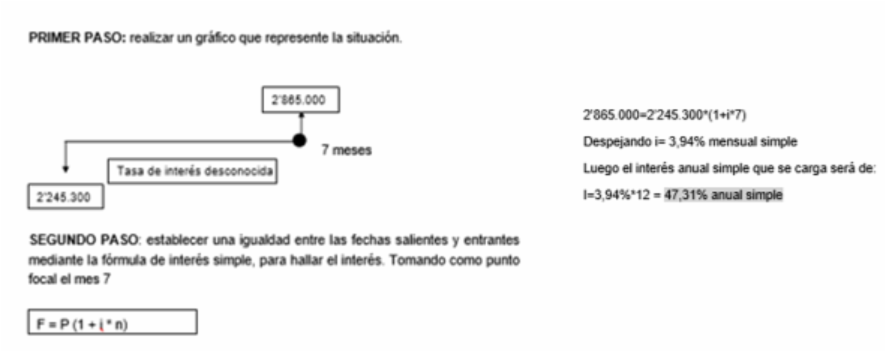 PRIMER PASO: realizar un gráfico que represente la situación.
2'865.000
7 meses
Tasa de interés desconocida
2'245.300
SEGUNDO PASO: establecer una igualdad entre las fechas salientes y entrantes
mediante la fórmula de interés simple, para hallar el interés. Tomando como punto
focal el mes 7
F = P (1 + i * n)
2'865.000=2'245.300*(1+i*7)
Despejando i= 3,94% mensual simple
Luego el interés anual simple que se carga será de:
I=3,94%*12 = 47,31% anual simple